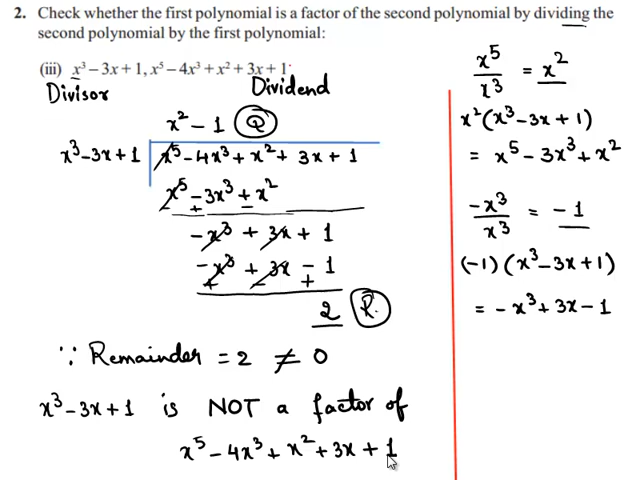 2. Check whether the first polynomial is a factor of the second polynomial by dividing the
second polynomial by the first polynomial:
(iii) x³ – 3x + 1, x⁵ – 4x³ + x² + 3x + 1
Divisor Dividend
x² – 1 Q
x³ – 3x + 1 x⁵ – 4x³ + x² + 3x + 1
x⁵ – 3x³ + x²
+ –
– x³ + 3x + 1
– x³ + 3x – 1
+ – +
2 R
∵ Remainder = 2 ≠ 0
x³ – 3x + 1 is NOT a factor of
x⁵ – 4x³ + x² + 3x + 1
x⁵/x³ = x²
x²(x³ – 3x + 1)
= x⁵ – 3x³ + x²
–x³/x³ = – 1
(–1) (x³ – 3x + 1)
= – x³ + 3x – 1